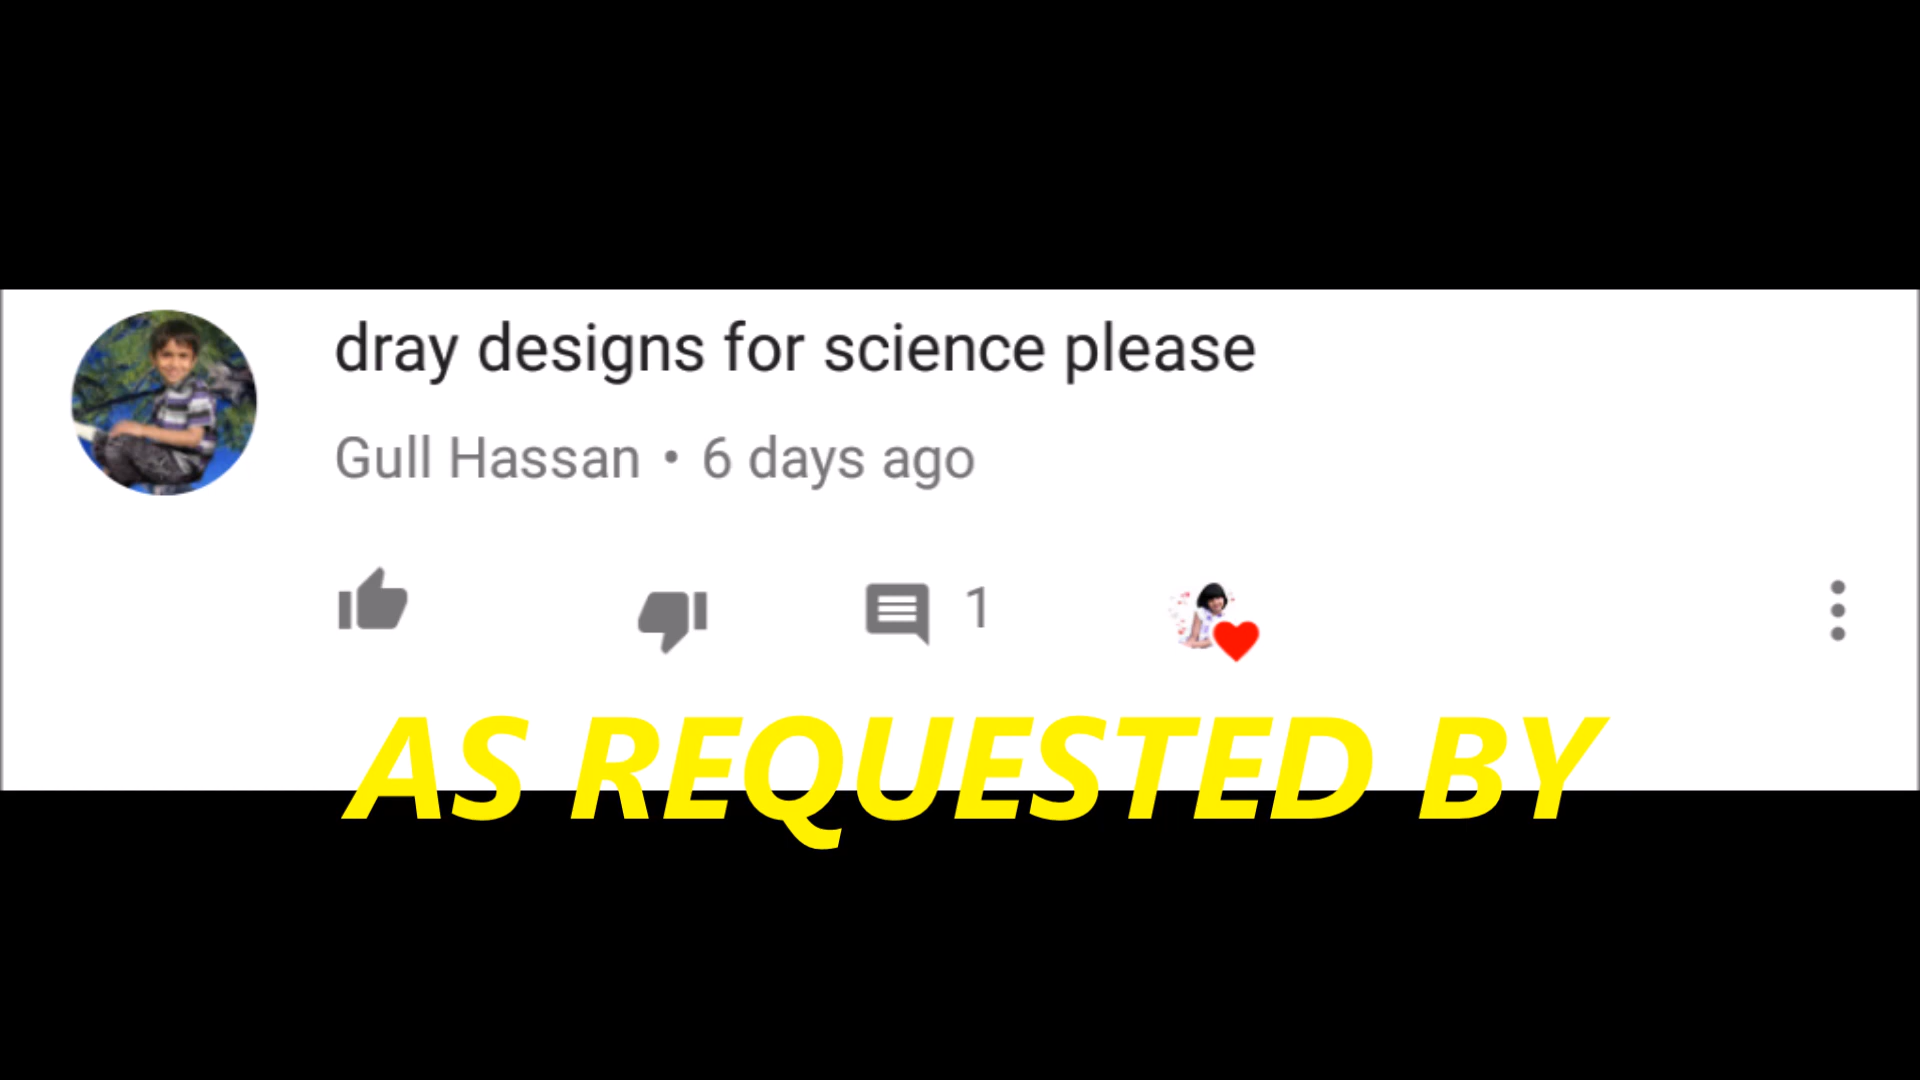 dray designs for science please
Gull Hassan • 6 days ago
1
AS REQUESTED BY